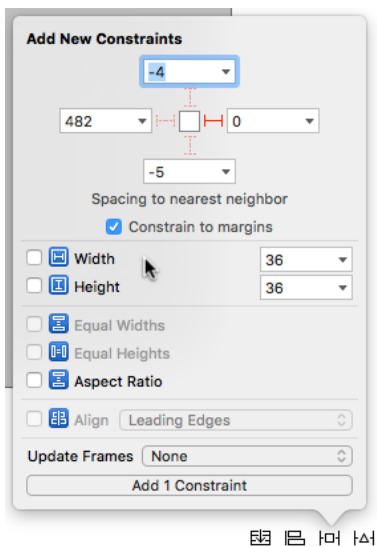 Add New Constraints
-4
482
0
-5
Spacing to nearest neighbor
Constrain to margins
Width 36
Height 36
Equal Widths
Equal Heights
Aspect Ratio
Align Leading Edges
Update Frames None
Add 1 Constraint